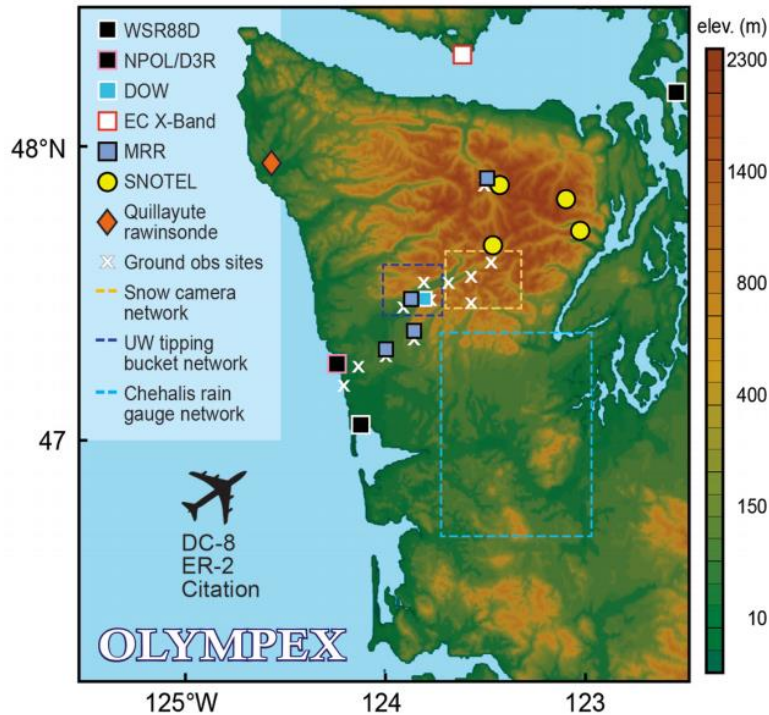 elev. (m)
WSR88D
NPOL/D3R
DOW
EC X-Band
MRR
SNOTEL
Quillayute
rawinsonde
Ground obs sites
Snow camera
network
UW tipping
bucket network
Chehalis rain
gauge network
48°N
47
DC-8
ER-2
Citation
OLYMPEX
125°W
124
123
2300
1400
800
400
150
10